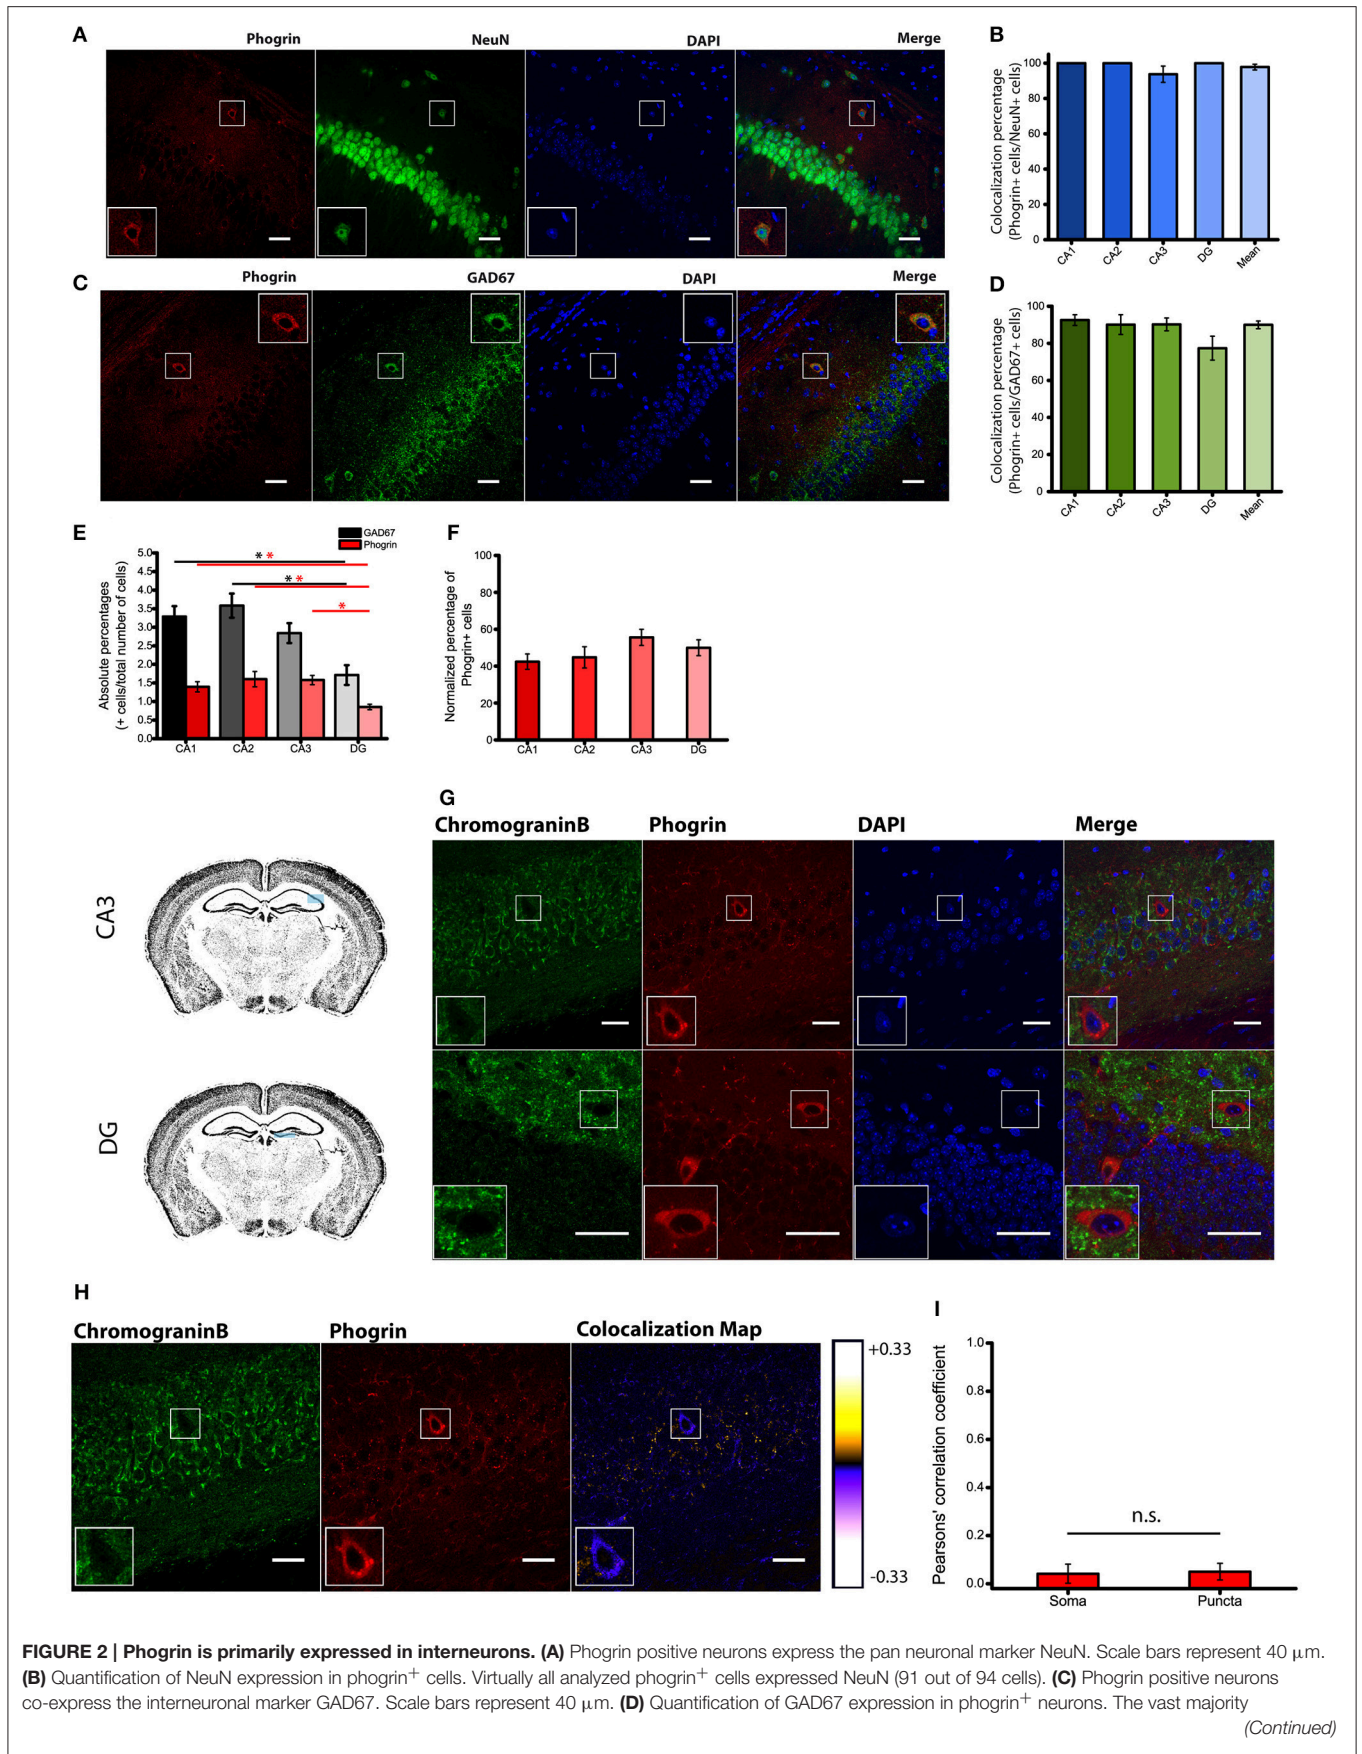 A
Phogrin
NeuN
DAPI
Merge
B
Colocalization percentage
(Phogrin+ cells/NeuN+ cells)
100
80
60
40
20
0
CA1
CA2
CA3
DG
Mean
C
Phogrin
GAD67
DAPI
Merge
D
Colocalization percentage
(Phogrin+ cells/GAD67+ cells)
100
80
60
40
20
0
CA1
CA2
CA3
DG
Mean
E
GAD67
Phogrin
Absolute percentages
(+ cells/total number of cells)
5.0
4.5
4.0
3.5
3.0
2.5
2.0
1.5
1.0
0.5
0.0
* *
* *
*
CA1
CA2
CA3
DG
F
Normalized percentage of
Phogrin+ cells
100
80
60
40
20
0
CA1
CA2
CA3
DG
G
ChromograninB
Phogrin
DAPI
Merge
CA3
DG
H
ChromograninB
Phogrin
Colocalization Map
+0.33
-0.33
I
Pearsons' correlation coefficient
1.0
0.8
0.6
0.4
0.2
0.0
n.s.
Soma
Puncta
FIGURE 2 | Phogrin is primarily expressed in interneurons. (A) Phogrin positive neurons express the pan neuronal marker NeuN. Scale bars represent 40 μm.
(B) Quantification of NeuN expression in phogrin+ cells. Virtually all analyzed phogrin+ cells expressed NeuN (91 out of 94 cells). (C) Phogrin positive neurons
co-express the interneuronal marker GAD67. Scale bars represent 40 μm. (D) Quantification of GAD67 expression in phogrin+ neurons. The vast majority
(Continued)